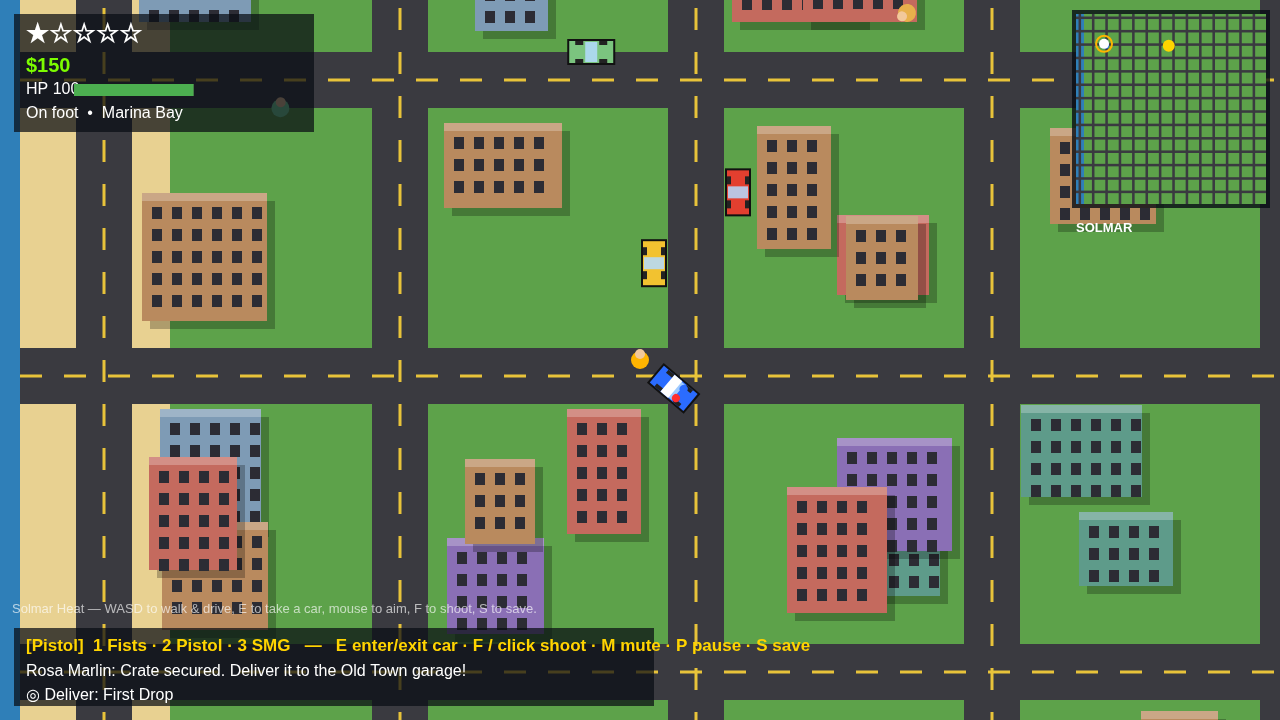 ★☆☆☆☆
$150
HP 100
On foot • Marina Bay
SOLMAR
Solmar Heat — WASD to walk & drive, E to take a car, mouse to aim, F to shoot, S to save.
[Pistol] 1 Fists · 2 Pistol · 3 SMG — E enter/exit car · F / click shoot · M mute · P pause · S save
Rosa Marlin: Crate secured. Deliver it to the Old Town garage!
◎ Deliver: First Drop